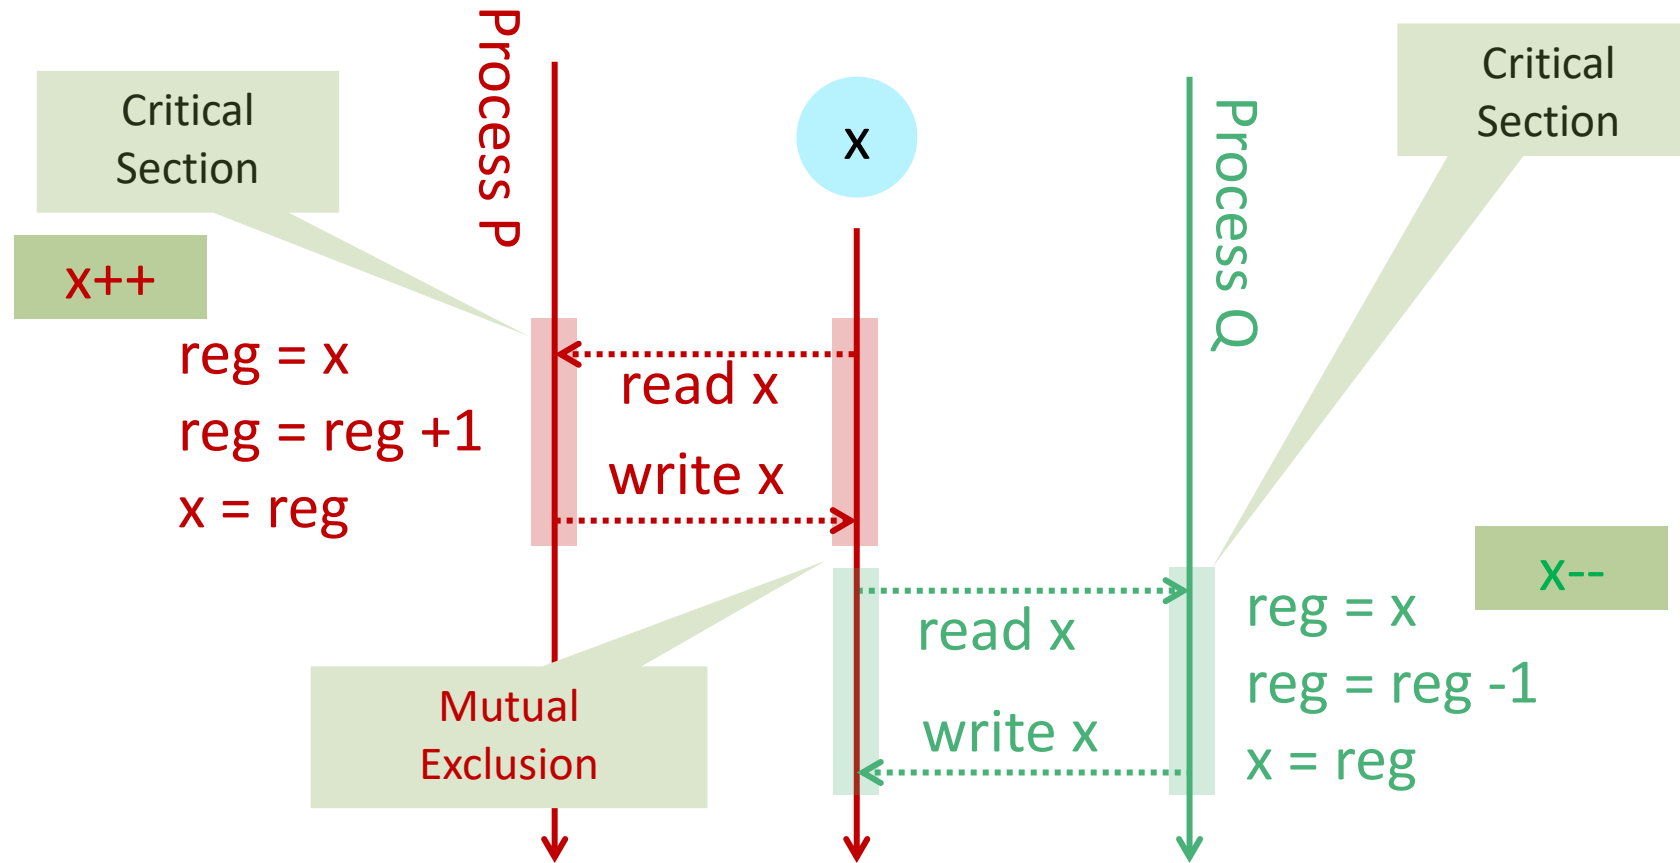 Process P
Critical
Section
x
Critical
Section
Process Q
x++
reg = x
reg = reg +1
x = reg
read x
write x
x--
read x
write x
reg = x
reg = reg -1
x = reg
Mutual
Exclusion